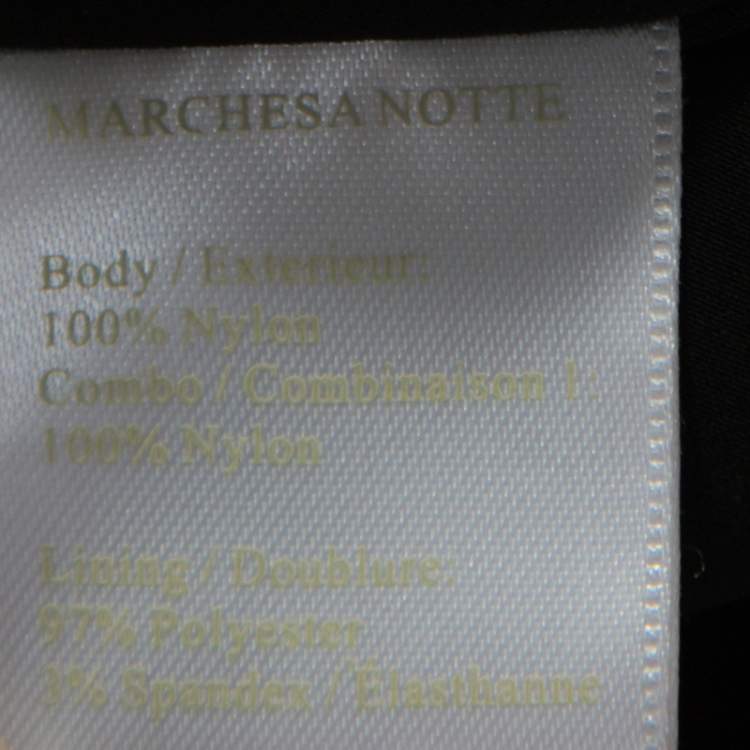 MARCHESA NOTTE
Body / Exterieur:
100% Nylon
Combo / Combinaison 1:
100% Nylon
Lining / Doublure:
97% Polyester
3% Spandex / Élasthanne